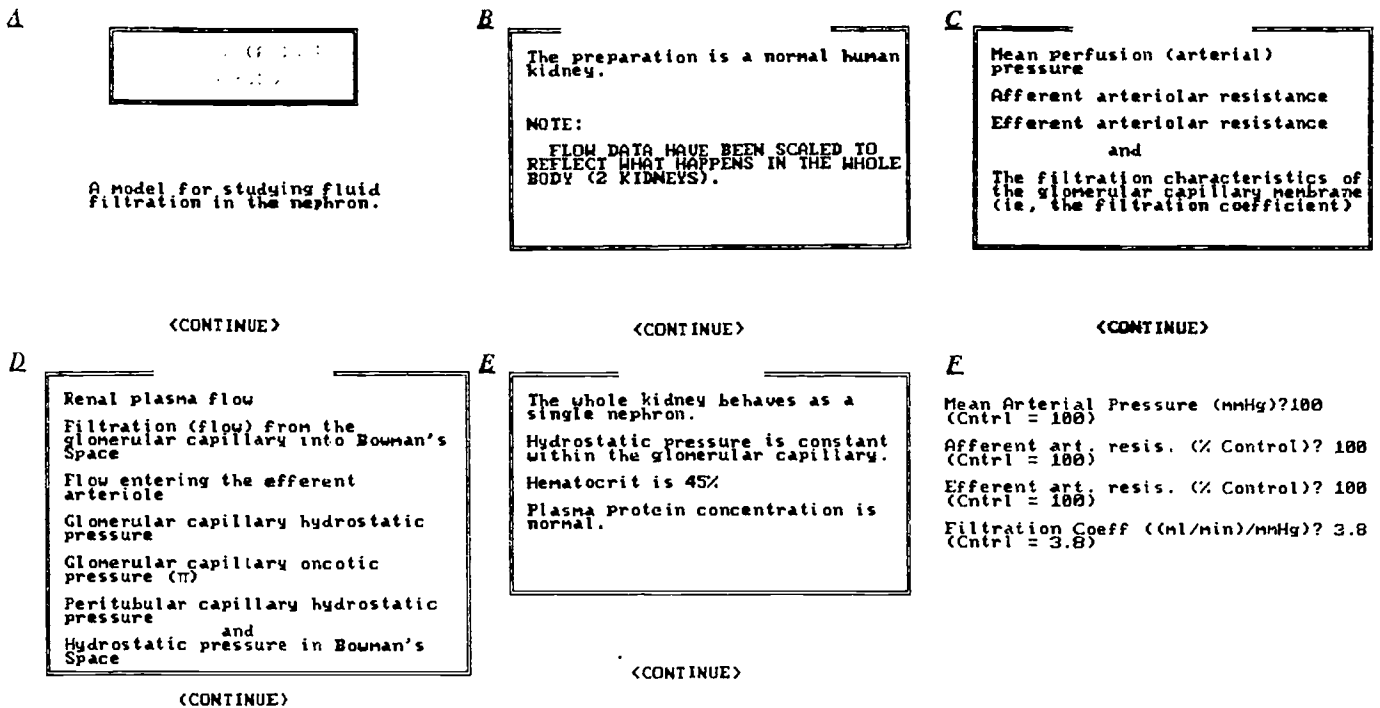 A
A model for studying fluid
filtration in the nephron.
<CONTINUE>
B
The preparation is a normal human
kidney.
NOTE:
FLOW DATA HAVE BEEN SCALED TO
REFLECT WHAT HAPPENS IN THE WHOLE
BODY (2 KIDNEYS).
<CONTINUE>
C
Mean perfusion (arterial)
pressure
Afferent arteriolar resistance
Efferent arteriolar resistance
and
The filtration characteristics of
the glomerular capillary membrane
(ie, the filtration coefficient)
<CONTINUE>
D
Renal plasma flow
Filtration (flow) from the
glomerular capillary into Bowman's
Space
Flow entering the efferent
arteriole
Glomerular capillary hydrostatic
pressure
Glomerular capillary oncotic
pressure (π)
Peritubular capillary hydrostatic
pressure
and
Hydrostatic pressure in Bowman's
Space
<CONTINUE>
E
The whole kidney behaves as a
single nephron.
Hydrostatic pressure is constant
within the glomerular capillary.
Hematocrit is 45%
Plasma protein concentration is
normal.
<CONTINUE>
F
Mean Arterial Pressure (mmHg)?100
(Cntrl = 100)
Afferent art. resis. (% Control)? 100
(Cntrl = 100)
Efferent art. resis. (% Control)? 100
(Cntrl = 100)
Filtration Coeff ((ml/min)/mmHg)? 3.8
(Cntrl = 3.8)